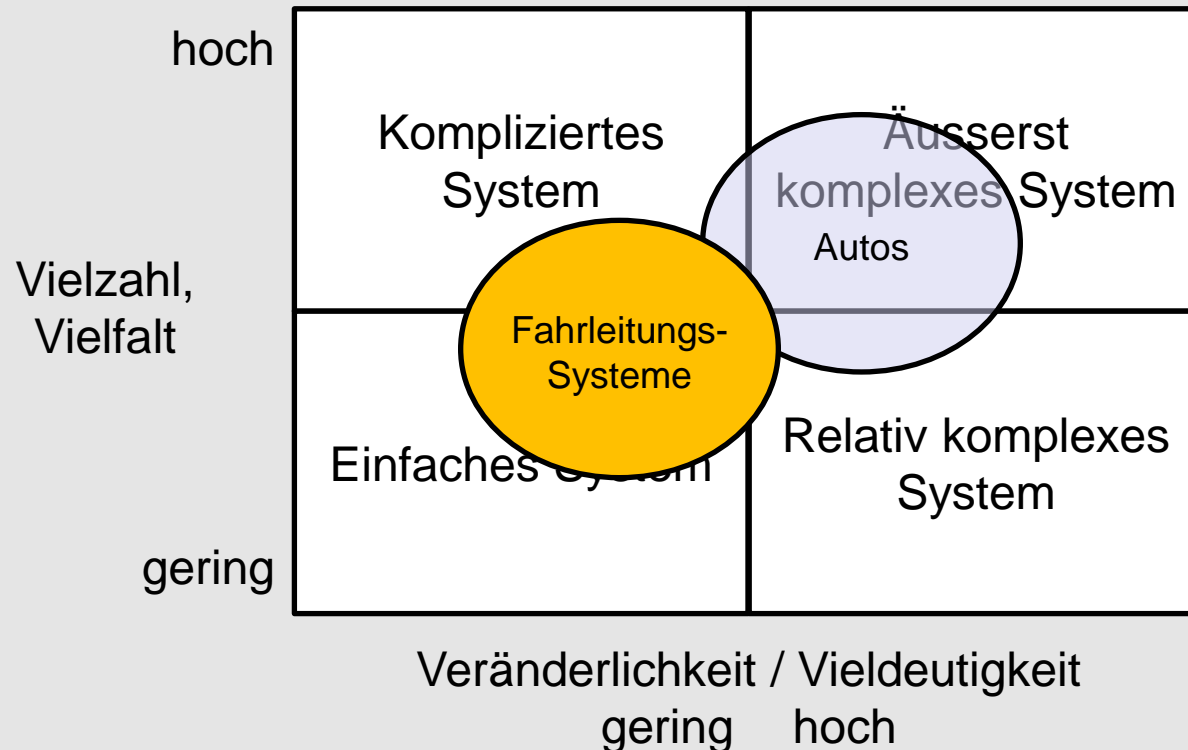 hoch
Kompliziertes
System
Äusserst
komplexes System
Autos
Vielzahl,
Vielfalt
Fahrleitungs-
Systeme
Einfaches System
Relativ komplexes
System
gering
Veränderlichkeit / Vieldeutigkeit
gering hoch